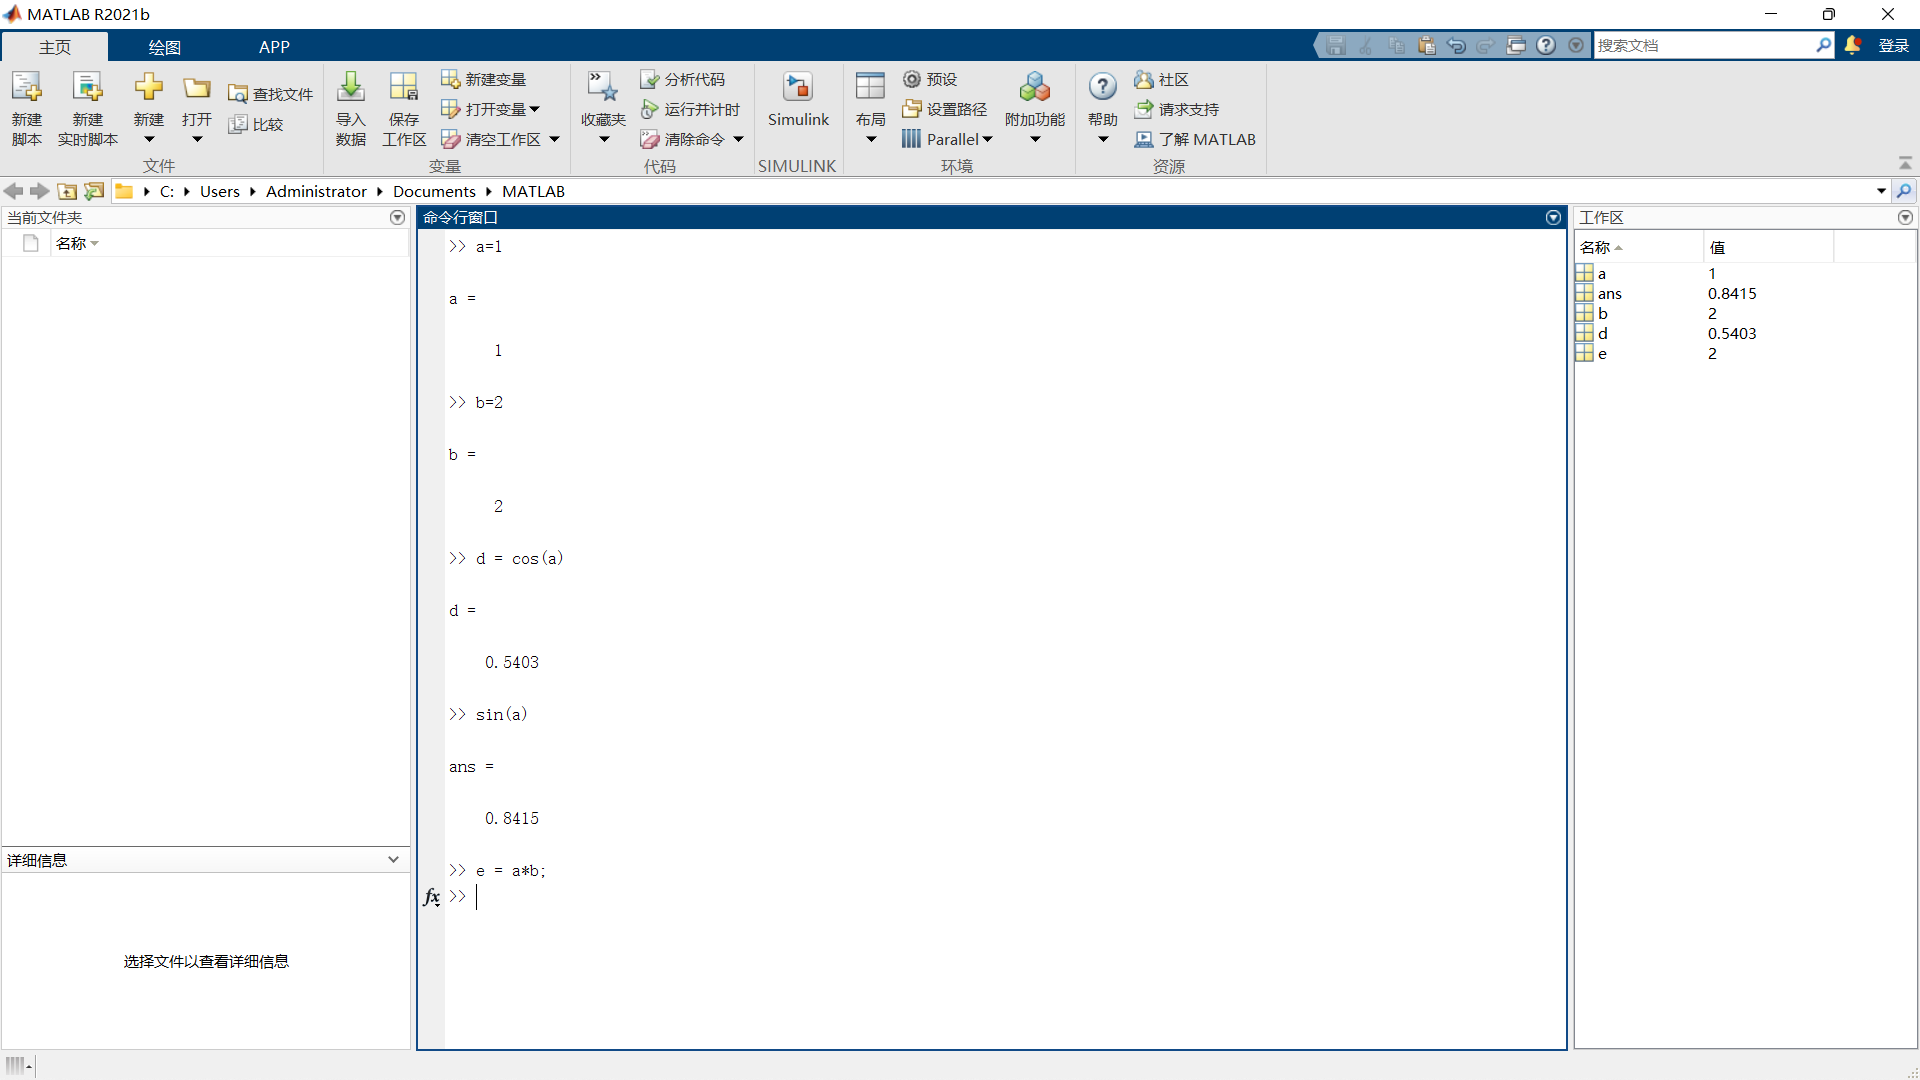 MATLAB R2021b
主页 绘图 APP
搜索文档 登录
新建
脚本
新建
实时脚本
新建
打开
查找文件
比较
文件
导入
数据
保存
工作区
新建变量
打开变量
清空工作区
变量
收藏夹
分析代码
运行并计时
清除命令
代码
Simulink
SIMULINK
布局
预设
设置路径
Parallel
附加功能
环境
帮助
社区
请求支持
了解 MATLAB
资源
C: Users Administrator Documents MATLAB
当前文件夹
名称
详细信息
选择文件以查看详细信息
命令行窗口
>> a=1
a =
1
>> b=2
b =
2
>> d = cos(a)
d =
0.5403
>> sin(a)
ans =
0.8415
>> e = a*b;
fx >>
工作区
名称 值
a 1
ans 0.8415
b 2
d 0.5403
e 2